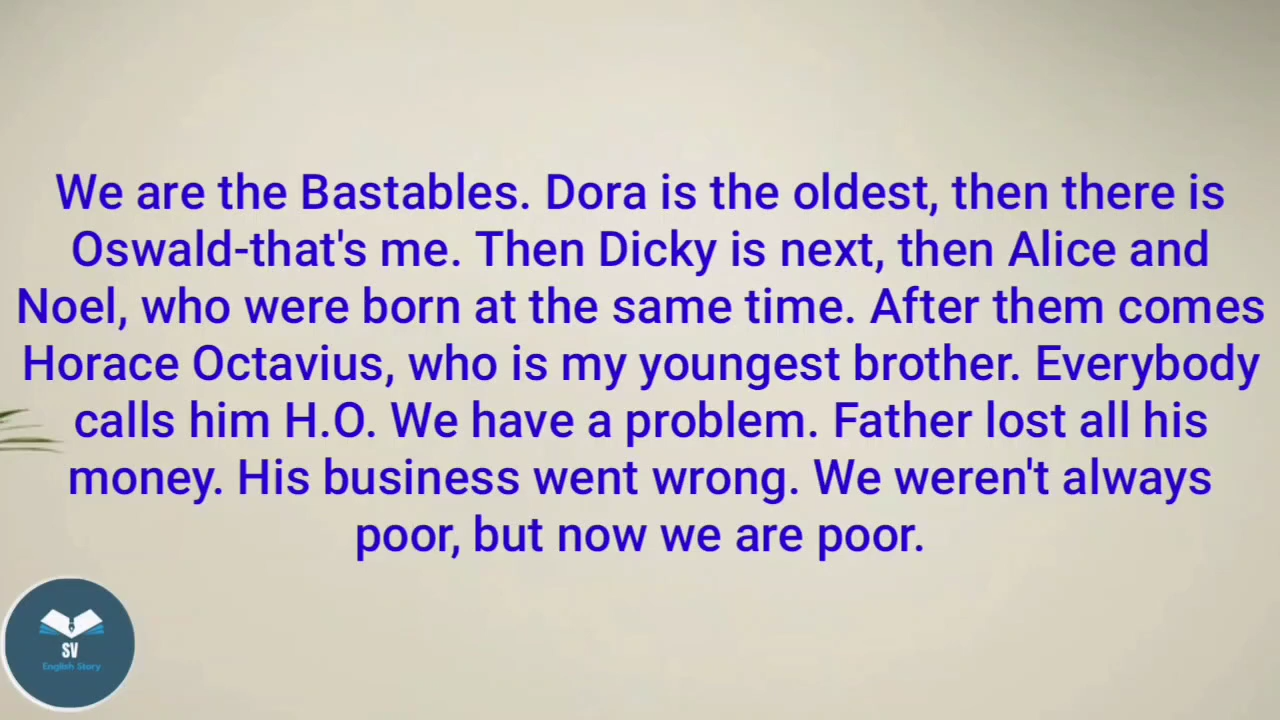 We are the Bastables. Dora is the oldest, then there is
Oswald-that's me. Then Dicky is next, then Alice and
Noel, who were born at the same time. After them comes
Horace Octavius, who is my youngest brother. Everybody
calls him H.O. We have a problem. Father lost all his
money. His business went wrong. We weren't always
poor, but now we are poor.
SV
English Story